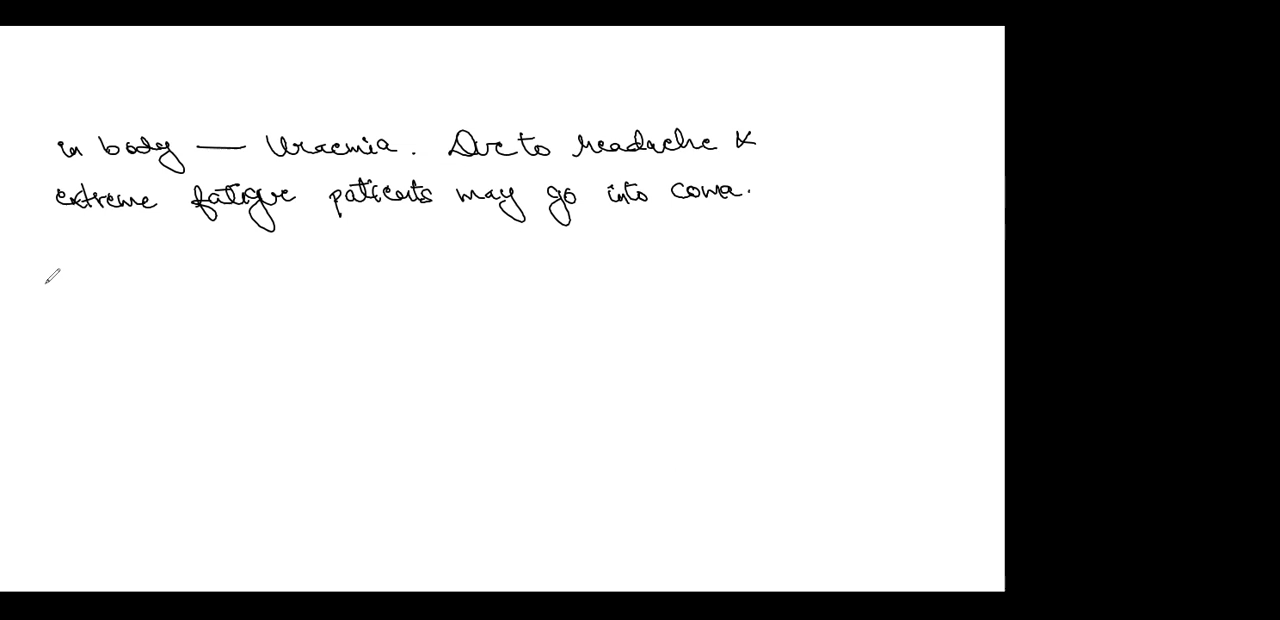 in body — Uraemia. Due to headache &
extreme fatigue patients may go into coma.